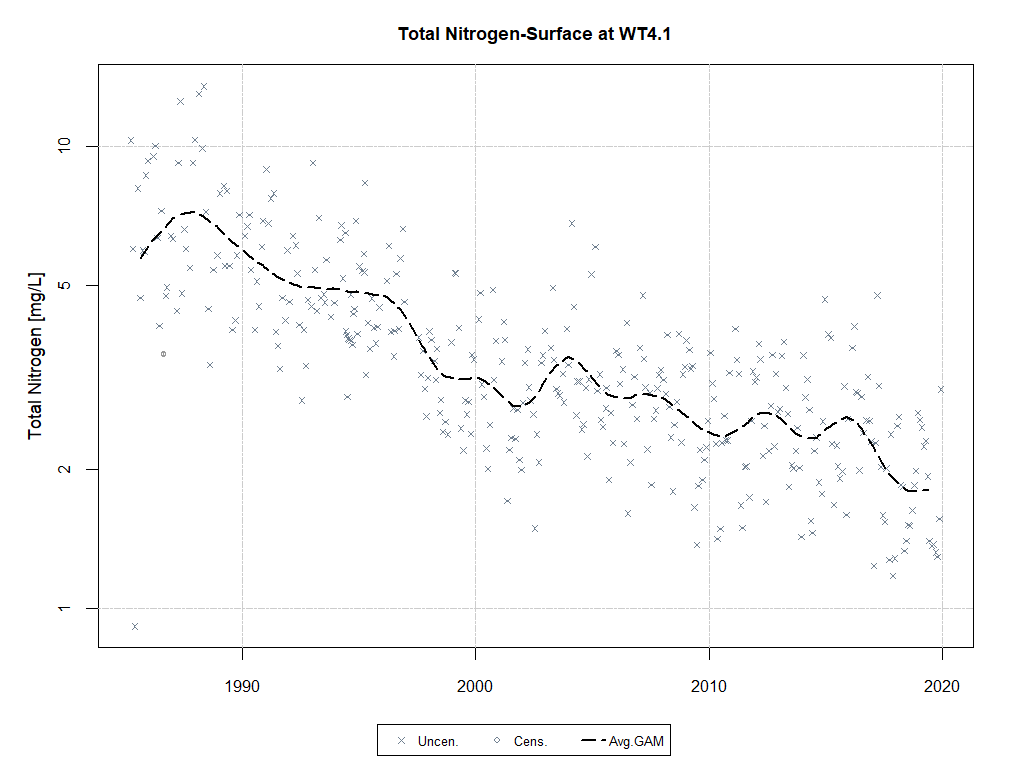 Total Nitrogen-Surface at WT4.1
Total Nitrogen [mg/L]
10
5
2
1
1990 2000 2010 2020
Uncen. Cens. Avg.GAM